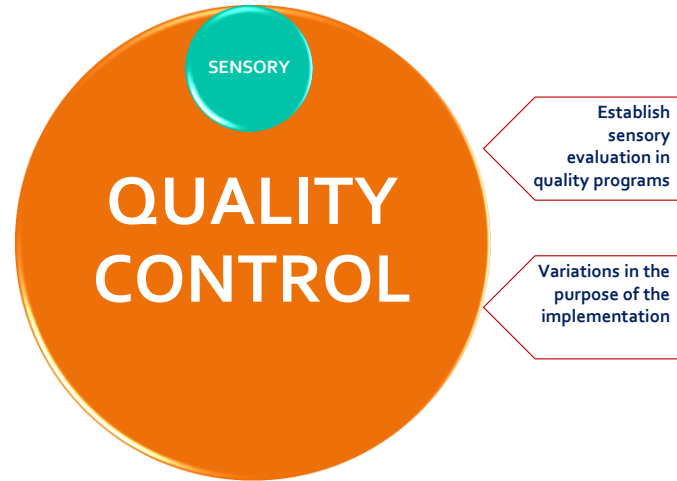 SENSORY
QUALITY
CONTROL
Establish
sensory
evaluation in
quality programs
Variations in the
purpose of the
implementation